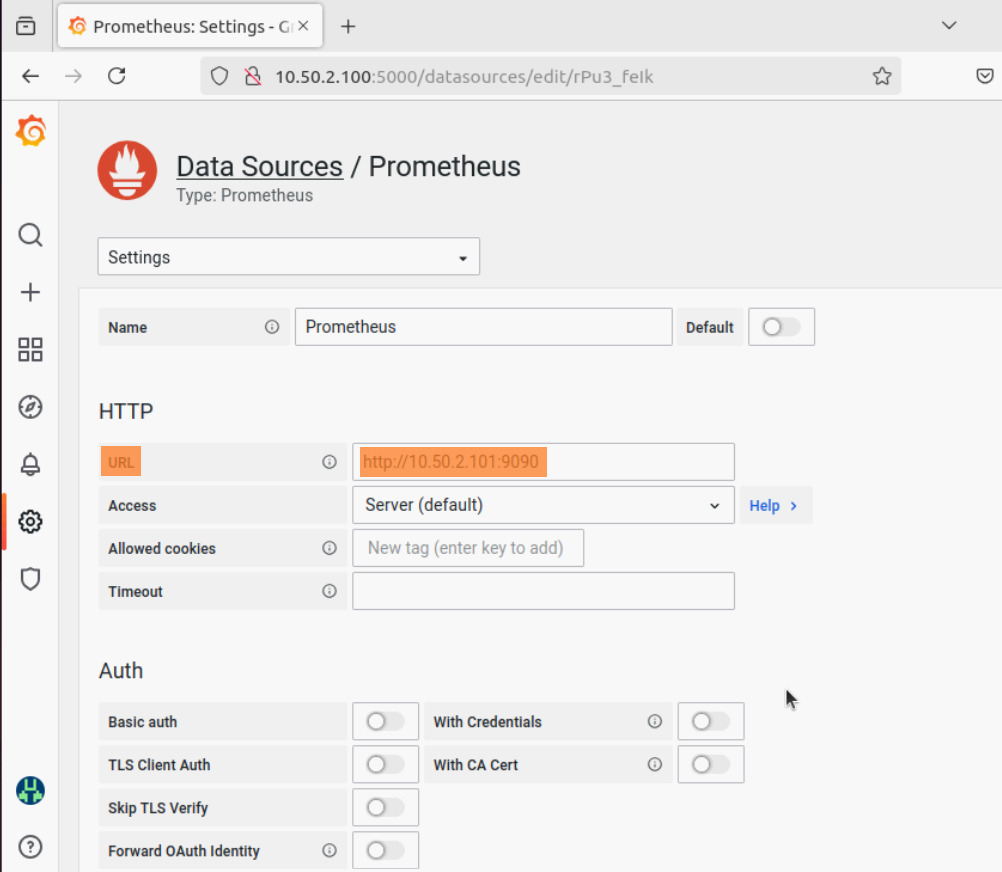 Prometheus: Settings - G
10.50.2.100:5000/datasources/edit/rPu3_feIk
Data Sources / Prometheus
Type: Prometheus
Settings
Name Prometheus Default
HTTP
URL http://10.50.2.101:9090
Access Server (default) Help
Allowed cookies New tag (enter key to add)
Timeout
Auth
Basic auth With Credentials
TLS Client Auth With CA Cert
Skip TLS Verify
Forward OAuth Identity